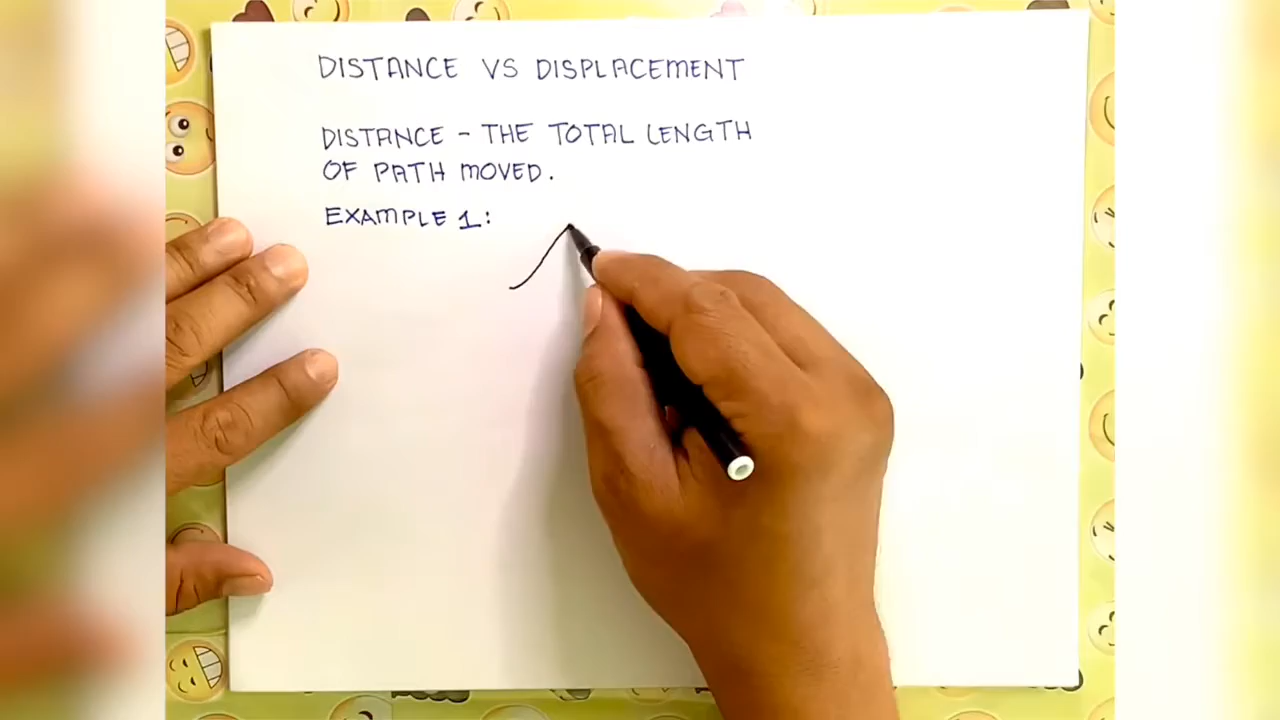 DISTANCE VS DISPLACEMENT
DISTANCE - THE TOTAL LENGTH
OF PATH MOVED.
EXAMPLE 1: